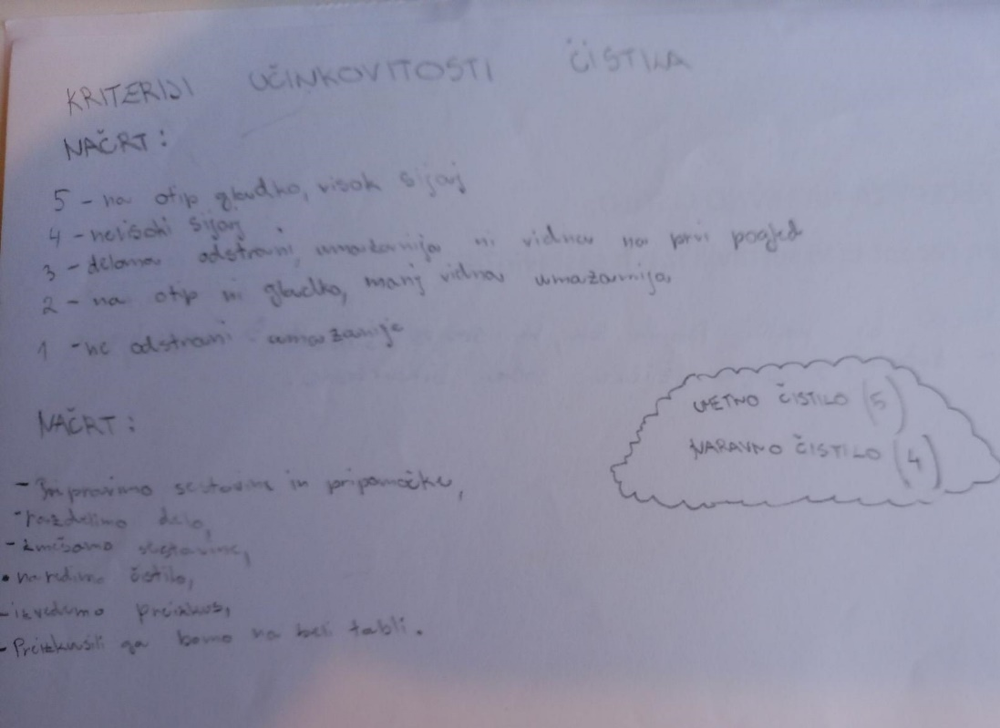 KRITERIJI UČINKOVITOSTI ČISTILA
NAČRT:
5 - na otip gladko, visok sijaj
4 - nevisoki sijaj
3 - delama odstrani, umazanija ni vidna na prvi pogled
2 - na otip ni gladko, manj vidna umazanija,
1 - ne odstrani umazanije
NAČRT:
- Pripravimo sestavine in pripomočke,
- razdelimo delo,
- zmešamo sestavine,
• naredimo čistilo,
- izvedemo preizkus,
- Preizkusili ga bomo na beli tabli.
UMETNO ČISTILO (5)
NARAVNO ČISTILO (4)